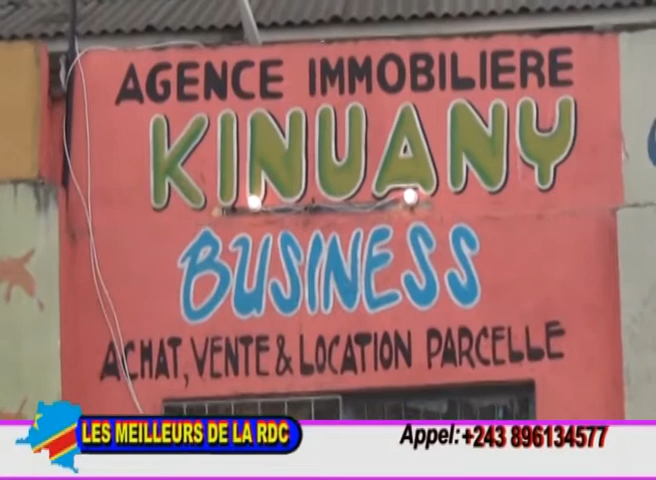 AGENCE IMMOBILIERE
KINUANY
BUSINESS
ACHAT, VENTE & LOCATION PARCELLE
LES MEILLEURS DE LA RDC
Appel: +243 896134577